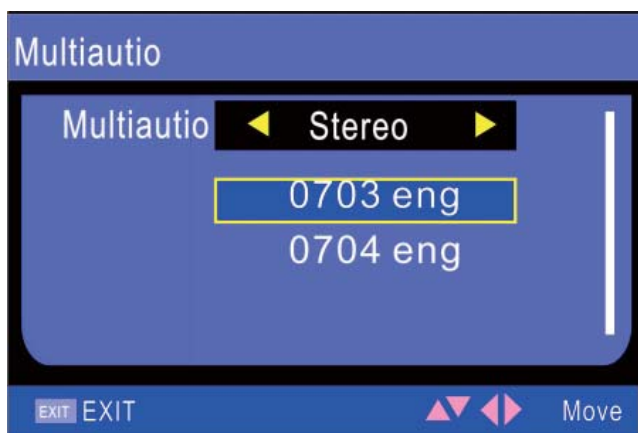 Multiautio
Multiautio Stereo
0703 eng
0704 eng
EXIT EXIT Move